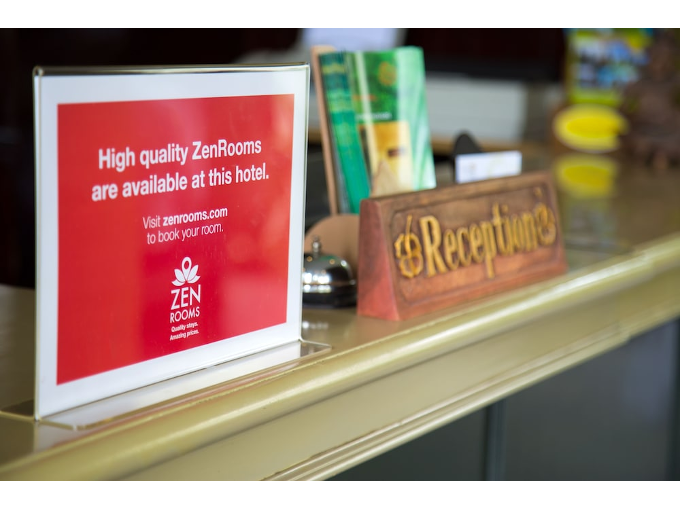 High quality ZenRooms
are available at this hotel.
Visit zenrooms.com
to book your room.
ZEN
ROOMS
Quality stays.
Amazing prices.
Reception